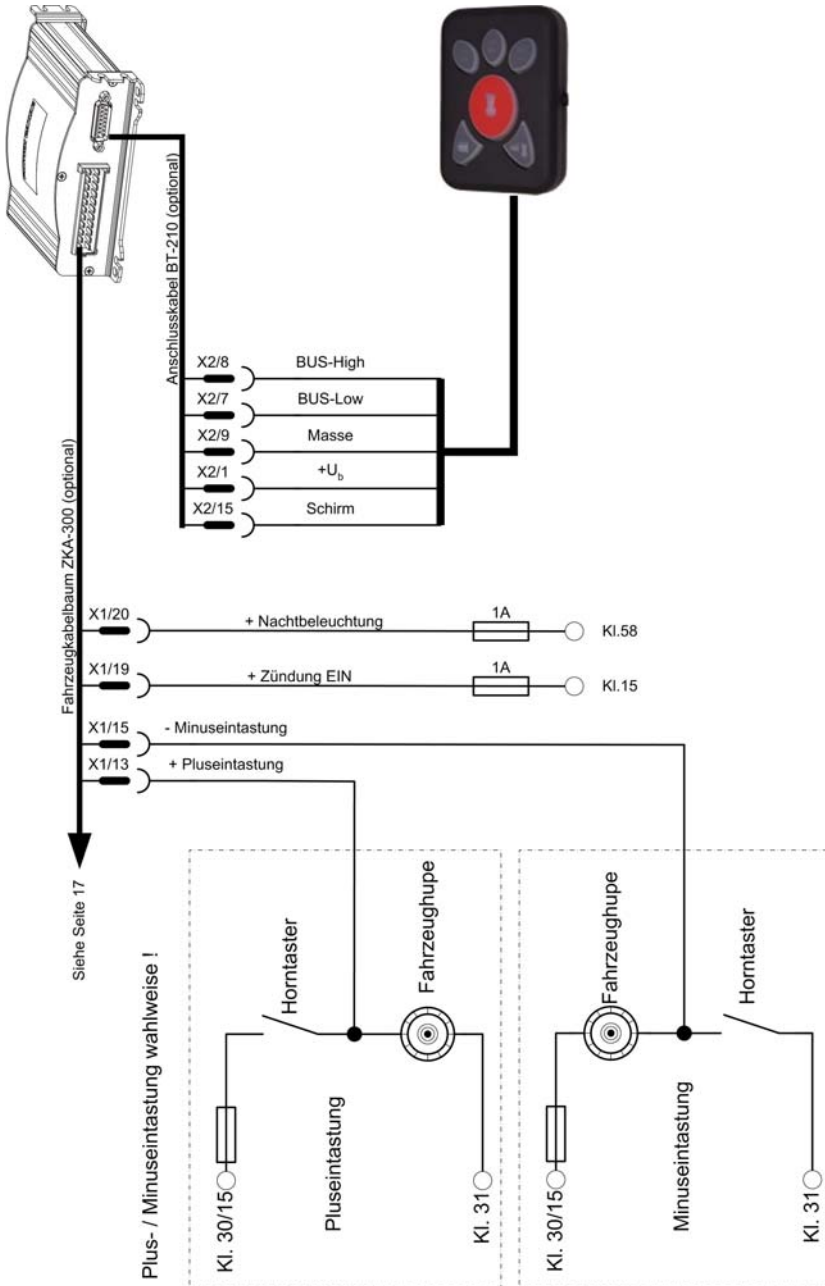 Anschlusskabel BT-210 (optional)
X2/8 BUS-High
X2/7 BUS-Low
X2/9 Masse
X2/1 +Ub
X2/15 Schirm
Fahrzeugkabelbaum ZKA-300 (optional)
X1/20 + Nachtbeleuchtung 1A Kl.58
X1/19 + Zündung EIN 1A Kl.15
X1/15 - Minuseintastung
X1/13 + Pluseintastung
Siehe Seite 17
Plus- / Minuseintastung wahlweise !
Horntaster
Fahrzeughupe
Pluseintastung
Kl. 30/15
Kl. 31
Fahrzeughupe
Horntaster
Minuseintastung
Kl. 30/15
Kl. 31